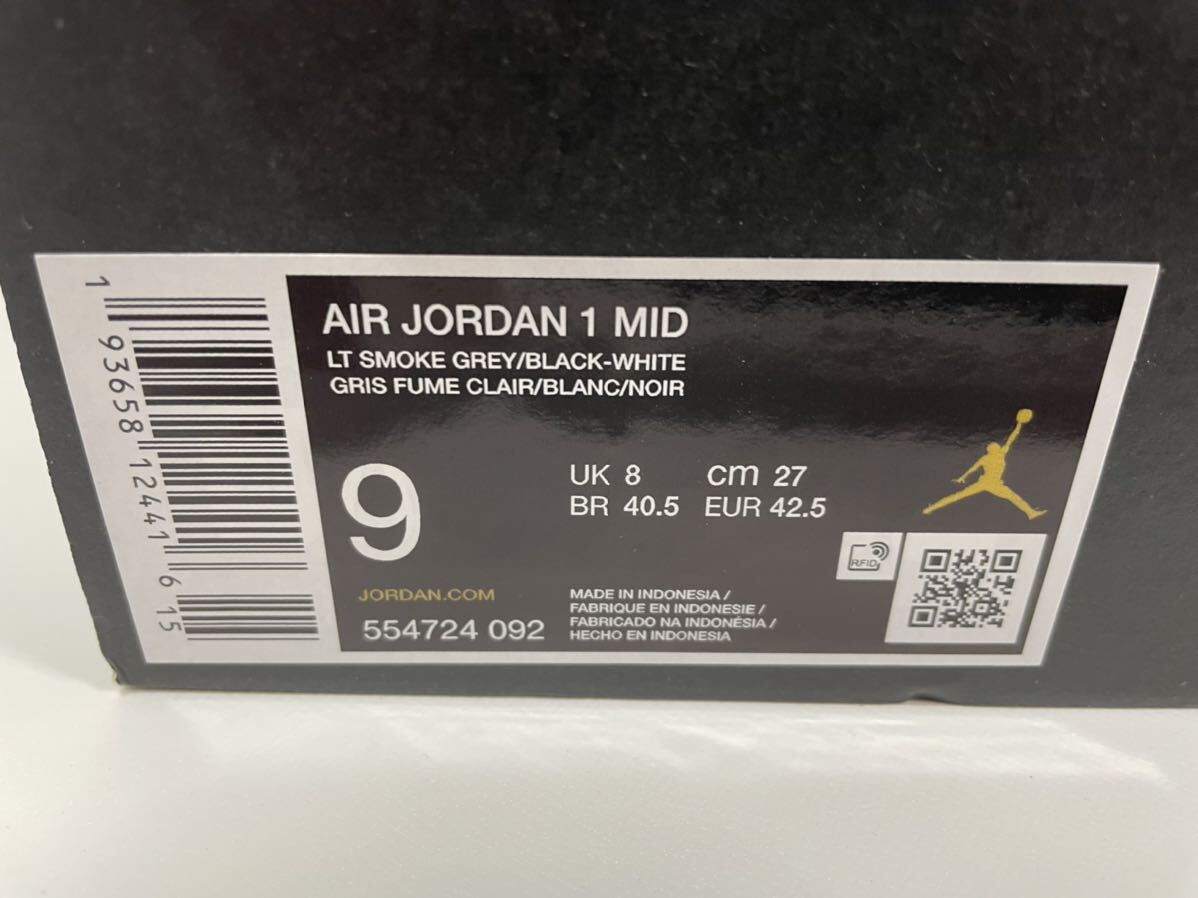 AIR JORDAN 1 MID
LT SMOKE GREY/BLACK-WHITE
GRIS FUME CLAIR/BLANC/NOIR
9
UK 8 cm 27
BR 40.5 EUR 42.5
RFID
JORDAN.COM
554724 092
MADE IN INDONESIA /
FABRIQUE EN INDONESIE /
FABRICADO NA INDONÉSIA /
HECHO EN INDONESIA
1 93658 12441 6 15